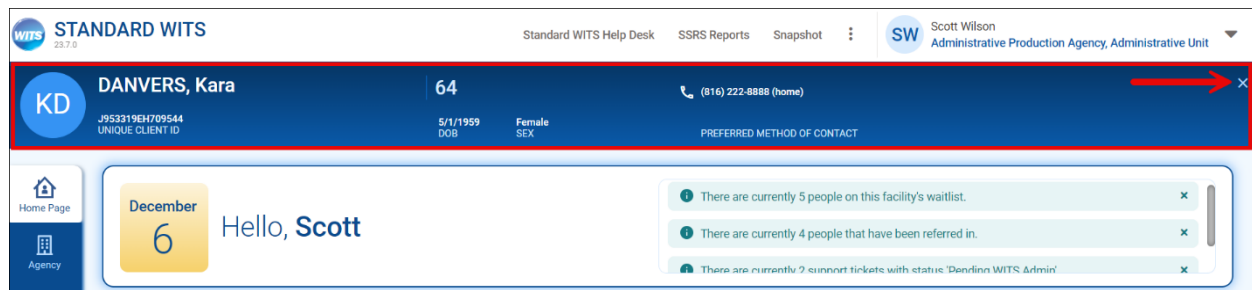 WITS STANDARD WITS
23.7.0
Standard WITS Help Desk SSRS Reports Snapshot
SW
Scott Wilson
Administrative Production Agency, Administrative Unit
KD
DANVERS, Kara
J953319EH709544
UNIQUE CLIENT ID
64
5/1/1959
DOB
Female
SEX
(816) 222-8888 (home)
PREFERRED METHOD OF CONTACT
Home Page
Agency
December
6
Hello, Scott
There are currently 5 people on this facility's waitlist.
There are currently 4 people that have been referred in.
There are currently 2 support tickets with status 'Pending WITS Admin'